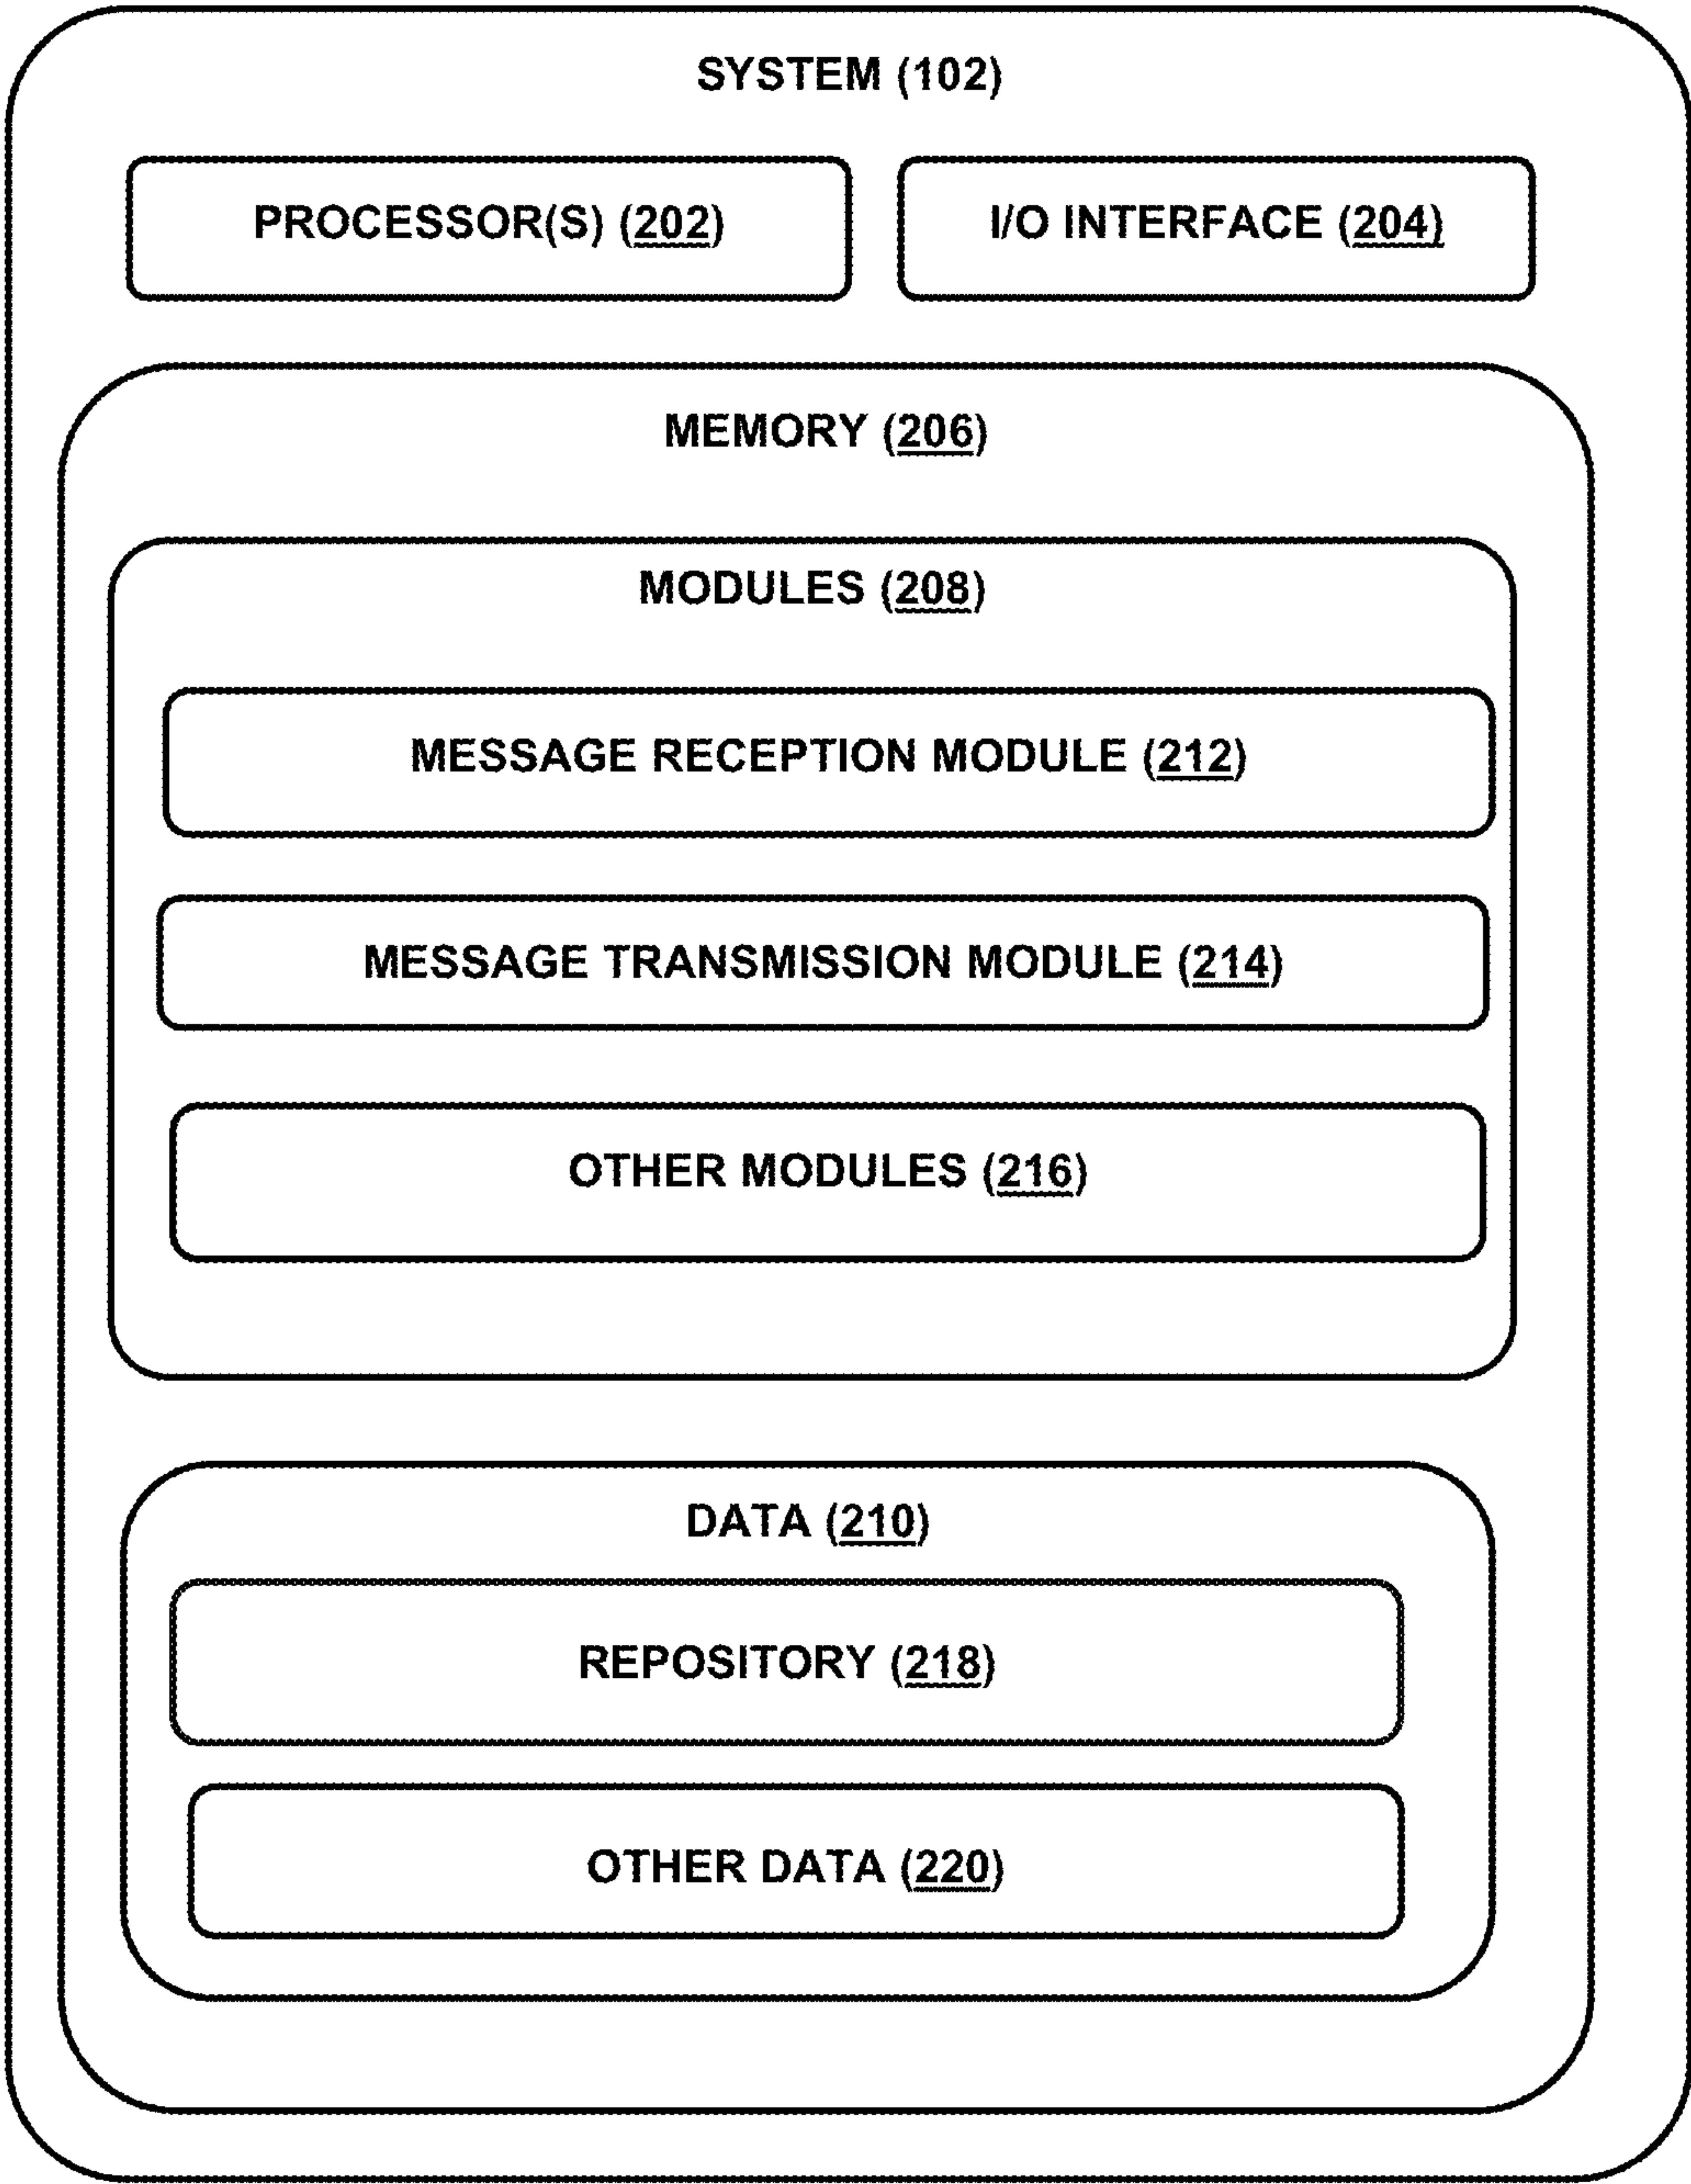 SYSTEM (102)
PROCESSOR(S) (202)
I/O INTERFACE (204)
MEMORY (206)
MODULES (208)
MESSAGE RECEPTION MODULE (212)
MESSAGE TRANSMISSION MODULE (214)
OTHER MODULES (216)
DATA (210)
REPOSITORY (218)
OTHER DATA (220)